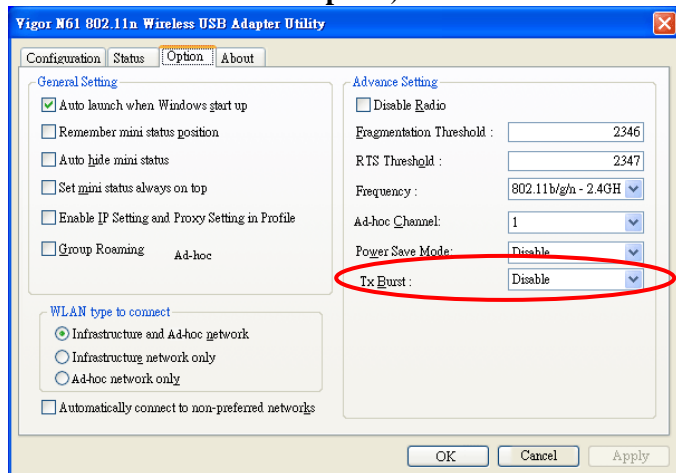 Vigor N61 802.11n Wireless USB Adapter Utility
Configuration Status Option About
General Setting
Auto launch when Windows start up
Remember mini status position
Auto hide mini status
Set mini status always on top
Enable IP Setting and Proxy Setting in Profile
Group Roaming Ad-hoc
WLAN type to connect
Infrastructure and Ad-hoc network
Infrastructure network only
Ad-hoc network only
Automatically connect to non-preferred networks
Advance Setting
Disable Radio
Fragmentation Threshold : 2346
RTS Threshold : 2347
Frequency : 802.11b/g/n - 2.4GH
Ad-hoc Channel: 1
Power Save Mode: Disable
Tx Burst : Disable
OK Cancel Apply